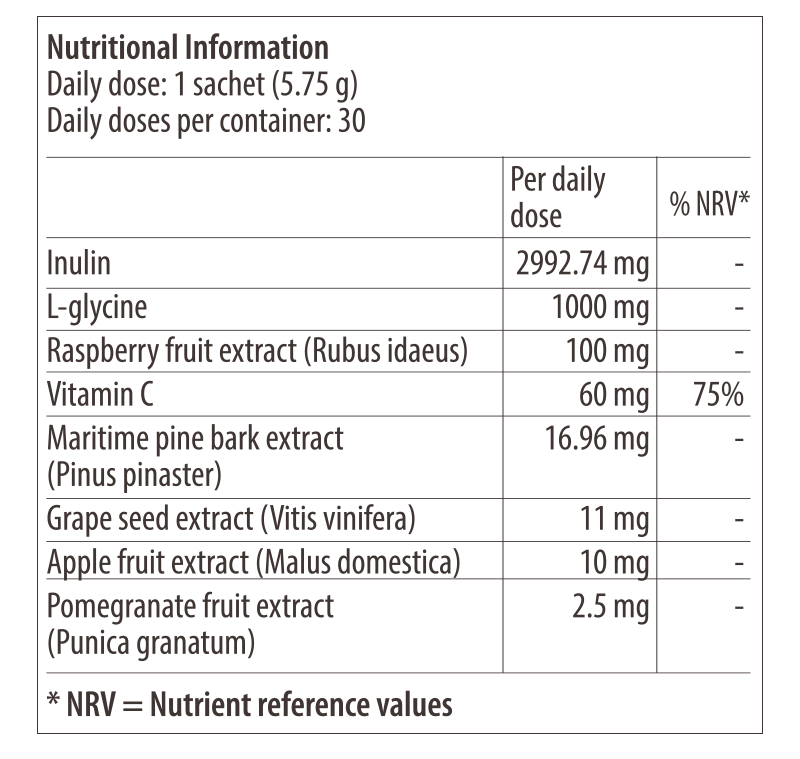 Nutritional Information
Daily dose: 1 sachet (5.75 g)
Daily doses per container: 30
Per daily
dose
% NRV*
Inulin 2992.74 mg -
L-glycine 1000 mg -
Raspberry fruit extract (Rubus idaeus) 100 mg -
Vitamin C 60 mg 75%
Maritime pine bark extract 16.96 mg -
(Pinus pinaster)
Grape seed extract (Vitis vinifera) 11 mg -
Apple fruit extract (Malus domestica) 10 mg -
Pomegranate fruit extract 2.5 mg -
(Punica granatum)
* NRV = Nutrient reference values